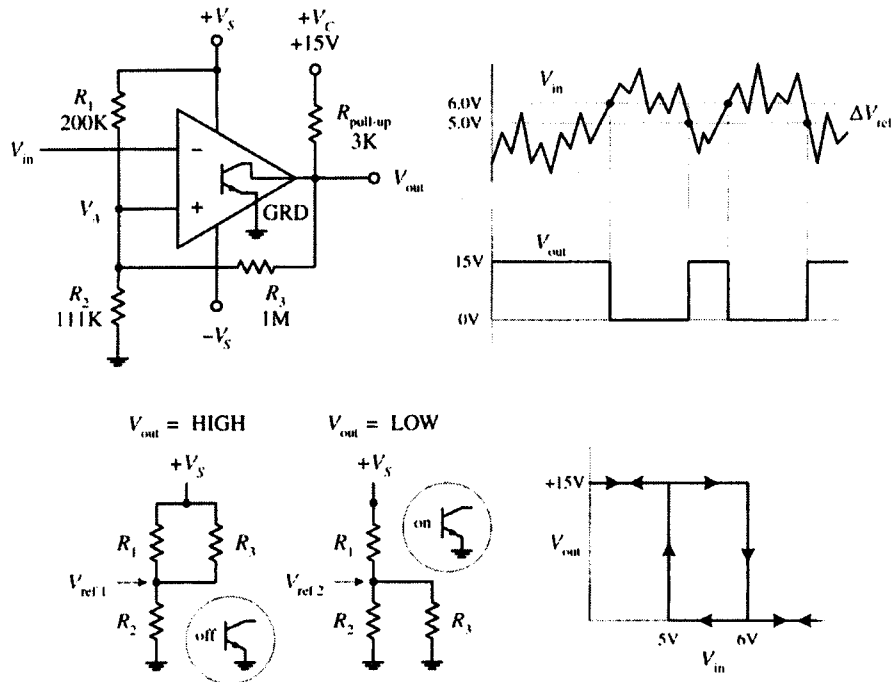 +V_S
+V_C
+15V
R_1
200K
R_pull-up
3K
V_in
−
+
GRD
V_out
V_a
R_2
111K
R_3
1M
−V_S
V_in
6.0V
5.0V
ΔV_ref
V_out
15V
0V
V_out = HIGH
+V_S
R_1
R_3
V_ref 1
R_2
off
V_out = LOW
+V_S
on
R_1
V_ref 2
R_2
R_3
+15V
V_out
5V
6V
V_in